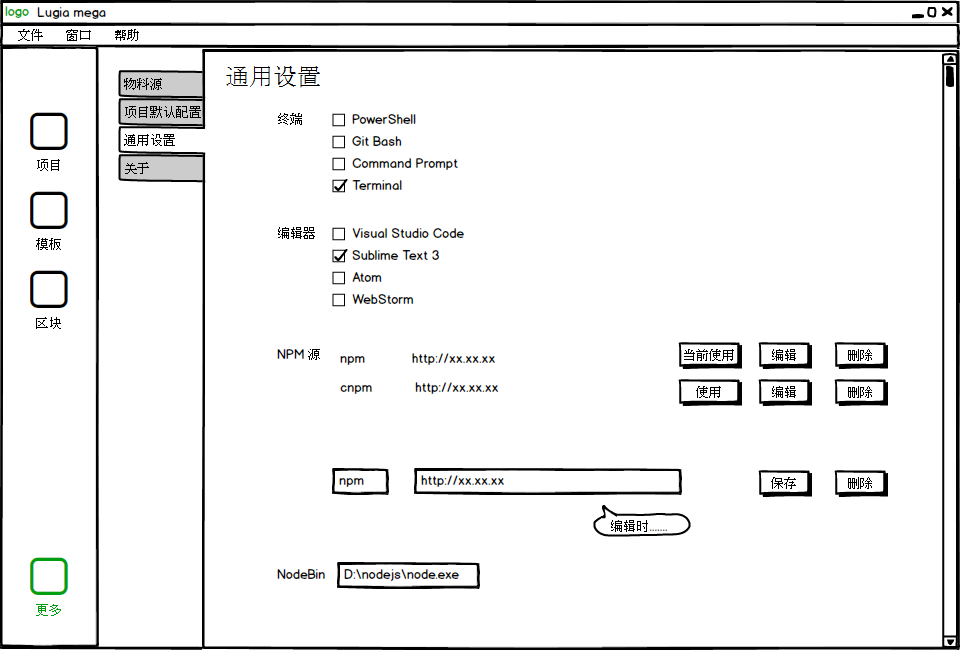 logo Lugia mega
文件 窗口 帮助
项目
模板
区块
更多
物料源
项目默认配置
通用设置
关于
通用设置
终端 PowerShell
Git Bash
Command Prompt
Terminal
编辑器 Visual Studio Code
Sublime Text 3
Atom
WebStorm
NPM 源 npm http://xx.xx.xx 当前使用 编辑 删除
cnpm http://xx.xx.xx 使用 编辑 删除
npm http://xx.xx.xx 保存 删除
编辑时.......
NodeBin D:\nodejs\node.exe